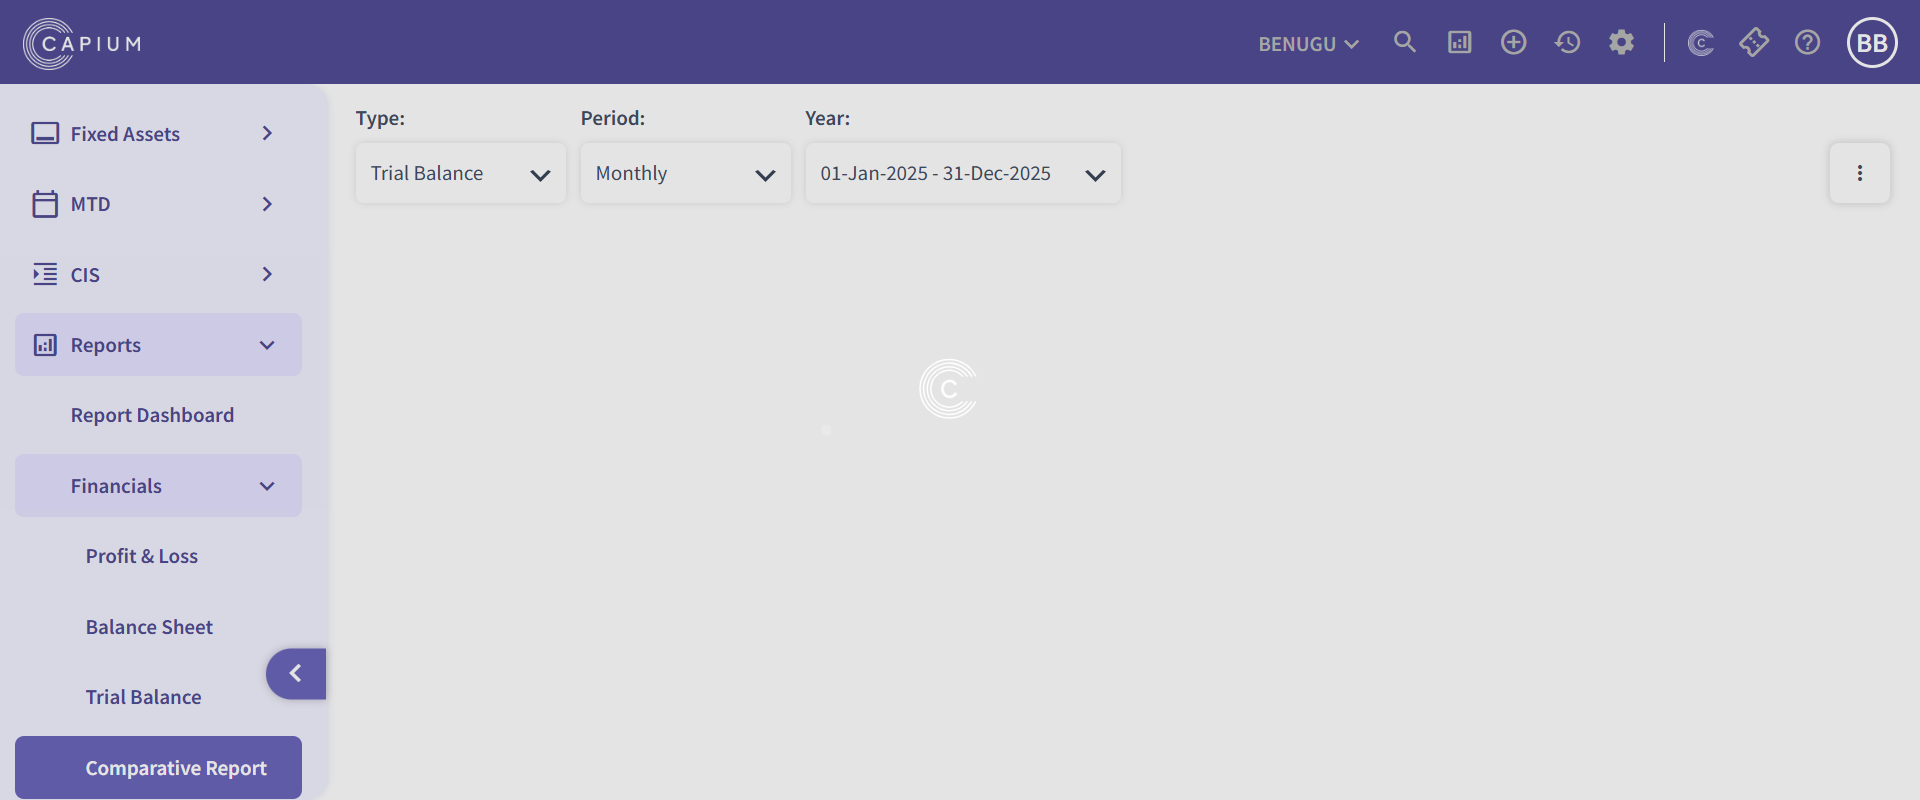 CAPIUM
BENUGU
C
BB
Fixed Assets
MTD
CIS
Reports
Report Dashboard
Financials
Profit & Loss
Balance Sheet
Trial Balance
Comparative Report
Type:
Period:
Year:
Trial Balance
Monthly
01-Jan-2025 - 31-Dec-2025
C